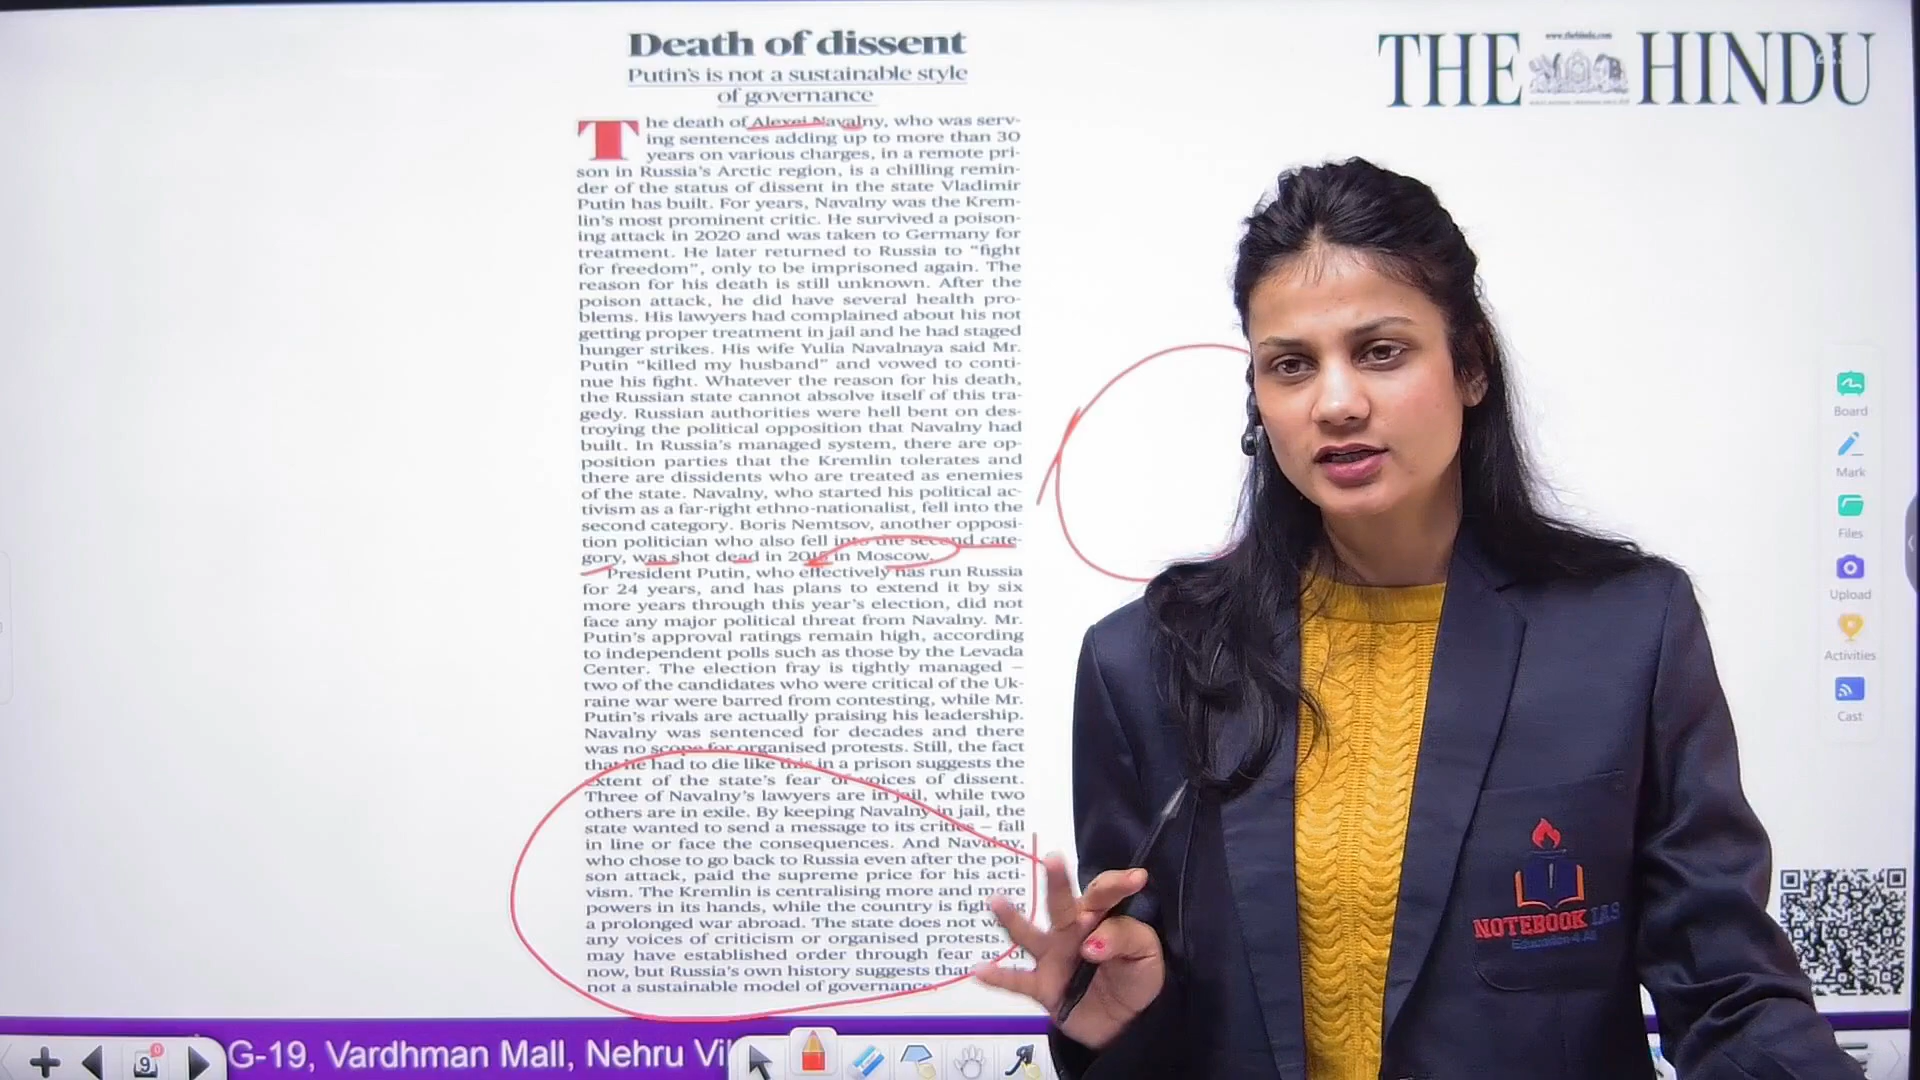 Death of dissent
Putin's is not a sustainable style
of governance
The death of Alexei Navalny, who was serv-
ing sentences adding up to more than 30
years on various charges, in a remote pri-
son in Russia's Arctic region, is a chilling remin-
der of the status of dissent in the state Vladimir
Putin has built. For years, Navalny was the Krem-
lin's most prominent critic. He survived a poison-
ing attack in 2020 and was taken to Germany for
treatment. He later returned to Russia to "fight
for freedom", only to be imprisoned again. The
reason for his death is still unknown. After the
poison attack, he did have several health pro-
blems. His lawyers had complained about his not
getting proper treatment in jail and he had staged
hunger strikes. His wife Yulia Navalnaya said Mr.
Putin "killed my husband" and vowed to conti-
nue his fight. Whatever the reason for his death,
the Russian state cannot absolve itself of this tra-
gedy. Russian authorities were hell bent on des-
troying the political opposition that Navalny had
built. In Russia's managed system, there are op-
position parties that the Kremlin tolerates and
there are dissidents who are treated as enemies
of the state. Navalny, who started his political ac-
tivism as a far-right ethno-nationalist, fell into the
second category. Boris Nemtsov, another opposi-
tion politician who also fell into the second cate-
gory, was shot dead in 2015 in Moscow.
President Putin, who effectively has run Russia
for 24 years, and has plans to extend it by six
more years through this year's election, did not
face any major political threat from Navalny. Mr.
Putin's approval ratings remain high, according
to independent polls such as those by the Levada
Center. The election fray is tightly managed –
two of the candidates who were critical of the Uk-
raine war were barred from contesting, while Mr.
Putin's rivals are actually praising his leadership.
Navalny was sentenced for decades and there
was no scope for organised protests. Still, the fact
that he had to die like this in a prison suggests the
extent of the state's fear of voices of dissent.
Three of Navalny's lawyers are in jail, while two
others are in exile. By keeping Navalny in jail, the
state wanted to send a message to its critics – fall
in line or face the consequences. And Navalny,
who chose to go back to Russia even after the poi-
son attack, paid the supreme price for his acti-
vism. The Kremlin is centralising more and more
powers in its hands, while the country is fighting
a prolonged war abroad. The state does not
any voices of criticism or organised protests.
may have established order through fear as of
now, but Russia's own history suggests that
not a sustainable model of governance.
THE HINDU
www.thehindu.com
Board
Mark
Files
Upload
Activities
Cast
NOTEBOOK IAS
Education 4 All
9
0
G-19, Vardhman Mall, Nehru Vi